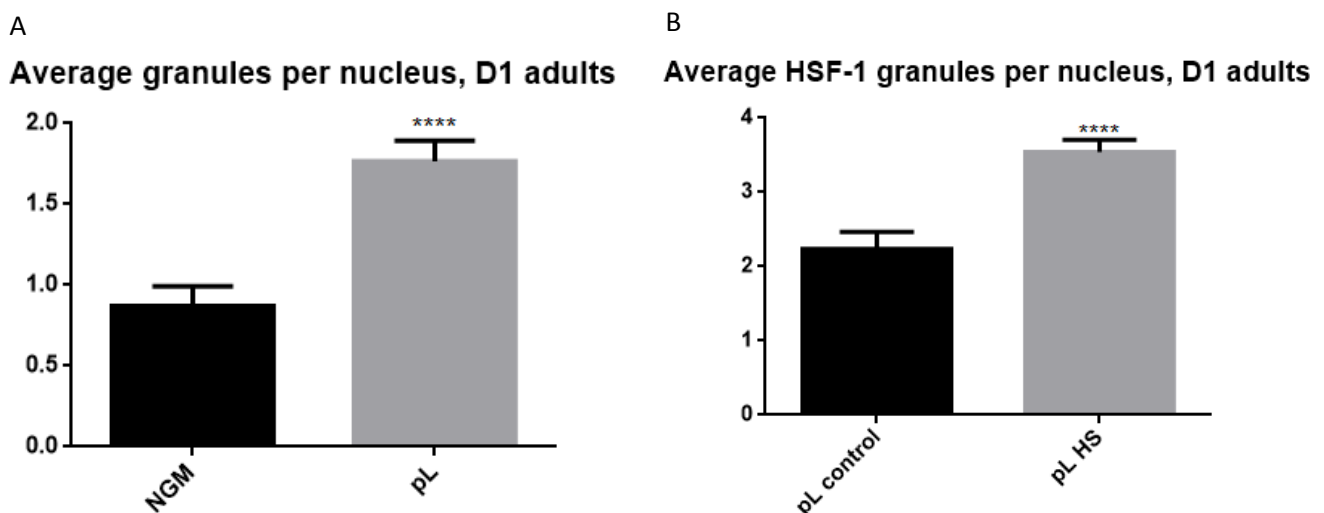 A
Average granules per nucleus, D1 adults
2.0
1.5
1.0
0.5
0.0
****
NGM
pL
B
Average HSF-1 granules per nucleus, D1 adults
4
3
2
1
0
****
pL control
pL HS